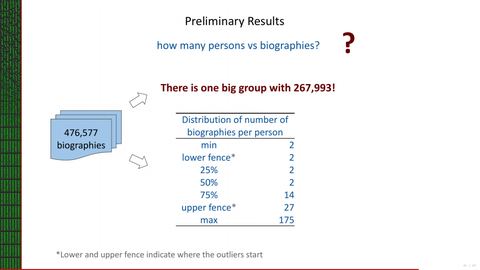 Preliminary Results
how many persons vs biographies?
?
There is one big group with 267,993!
476,577
biographies
Distribution of number of
biographies per person
min 2
lower fence* 2
25% 2
50% 2
75% 14
upper fence* 27
max 175
*Lower and upper fence indicate where the outliers start